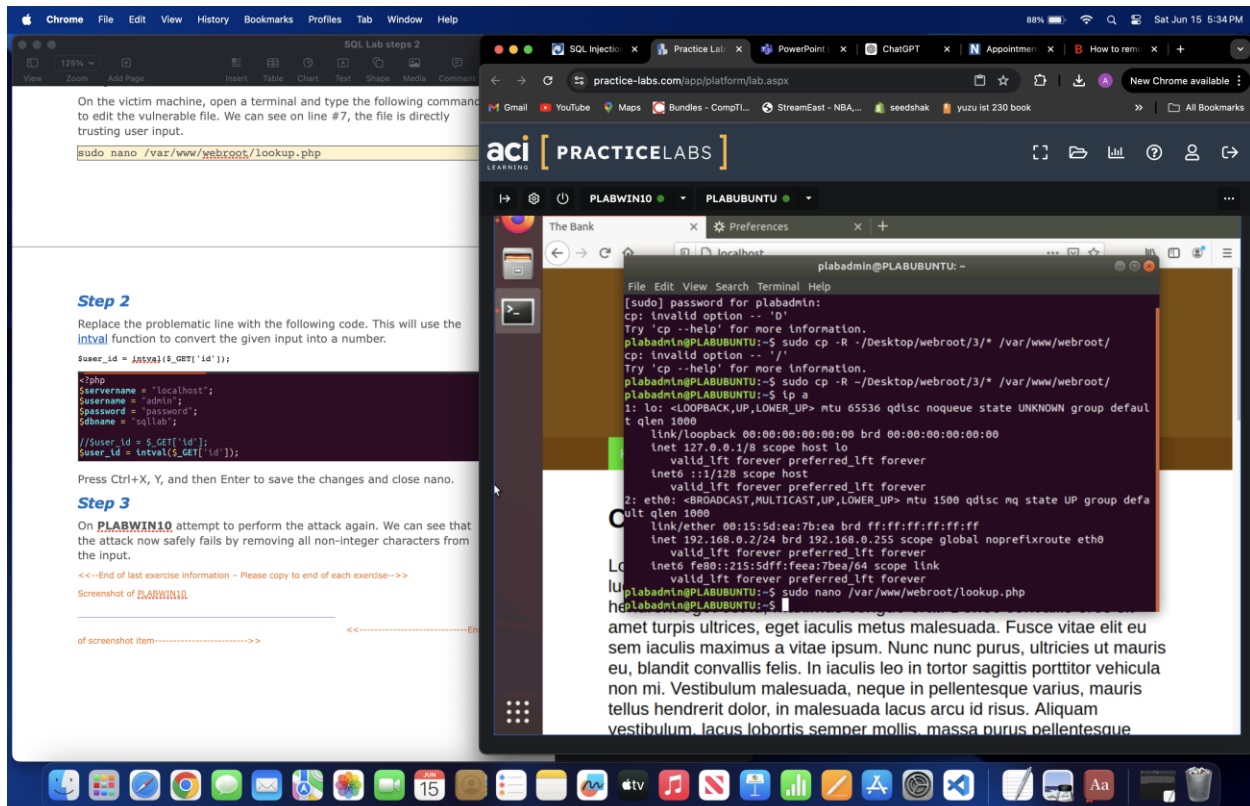 Chrome File Edit View History Bookmarks Profiles Tab Window Help
88% Sat Jun 15 5:34 PM
SQL Lab steps 2
125%
View Zoom Add Page Insert Table Chart Text Shape Media Comment
On the victim machine, open a terminal and type the following command
to edit the vulnerable file. We can see on line #7, the file is directly
trusting user input.
sudo nano /var/www/webroot/lookup.php
Step 2
Replace the problematic line with the following code. This will use the
intval function to convert the given input into a number.
$user_id = intval($_GET['id']);
<?php
$servername = "localhost";
$username = "admin";
$password = "password";
$dbname = "sqllab";
//$user_id = $_GET['id'];
$user_id = intval($_GET['id']);
Press Ctrl+X, Y, and then Enter to save the changes and close nano.
Step 3
On PLABWIN10 attempt to perform the attack again. We can see that
the attack now safely fails by removing all non-integer characters from
the input.
<<--End of last exercise information – Please copy to end of each exercise-->>
Screenshot of PLABWIN10
<<-----------------------------En
of screenshot item------------------------->>
SQL Injection Practice Lab PowerPoint ChatGPT Appointmen How to remo
practice-labs.com/app/platform/lab.aspx
New Chrome available
Gmail YouTube Maps Bundles - CompTI... StreamEast - NBA,... seedshak yuzu ist 230 book » All Bookmarks
aci LEARNING [ PRACTICELABS ]
PLABWIN10 PLABUBUNTU
The Bank Preferences
localhost
plabadmin@PLABUBUNTU: ~
File Edit View Search Terminal Help
[sudo] password for plabadmin:
cp: invalid option -- 'D'
Try 'cp --help' for more information.
plabadmin@PLABUBUNTU:~$ sudo cp -R -/Desktop/webroot/3/* /var/www/webroot/
cp: invalid option -- '/'
Try 'cp --help' for more information.
plabadmin@PLABUBUNTU:~$ sudo cp -R ~/Desktop/webroot/3/* /var/www/webroot/
plabadmin@PLABUBUNTU:~$ ip a
1: lo: <LOOPBACK,UP,LOWER_UP> mtu 65536 qdisc noqueue state UNKNOWN group defaul
t qlen 1000
link/loopback 00:00:00:00:00:00 brd 00:00:00:00:00:00
inet 127.0.0.1/8 scope host lo
valid_lft forever preferred_lft forever
inet6 ::1/128 scope host
valid_lft forever preferred_lft forever
2: eth0: <BROADCAST,MULTICAST,UP,LOWER_UP> mtu 1500 qdisc mq state UP group defa
ult qlen 1000
link/ether 00:15:5d:ea:7b:ea brd ff:ff:ff:ff:ff:ff
inet 192.168.0.2/24 brd 192.168.0.255 scope global noprefixroute eth0
valid_lft forever preferred_lft forever
inet6 fe80::215:5dff:feea:7bea/64 scope link
valid_lft forever preferred_lft forever
plabadmin@PLABUBUNTU:~$ sudo nano /var/www/webroot/lookup.php
plabadmin@PLABUBUNTU:~$
amet turpis ultrices, eget iaculis metus malesuada. Fusce vitae elit eu
sem iaculis maximus a vitae ipsum. Nunc nunc purus, ultricies ut mauris
eu, blandit convallis felis. In iaculis leo in tortor sagittis porttitor vehicula
non mi. Vestibulum malesuada, neque in pellentesque varius, mauris
tellus hendrerit dolor, in malesuada lacus arcu id risus. Aliquam
vestibulum, lacus lobortis semper mollis, massa purus pellentesque
JUN
15
tv
Aa